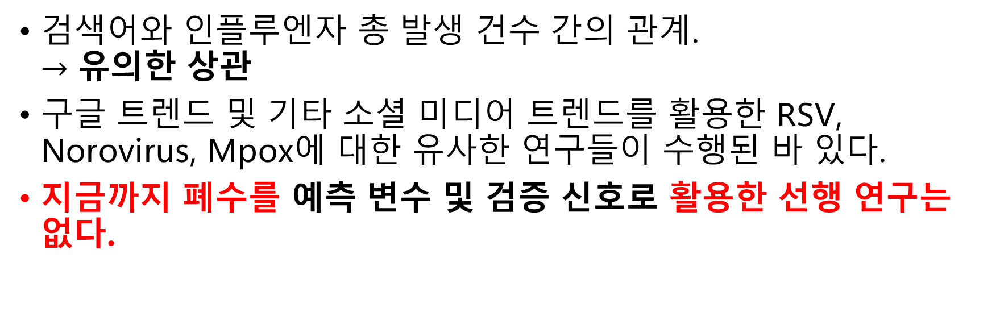 • 검색어와 인플루엔자 총 발생 건수 간의 관계.
→ 유의한 상관
• 구글 트렌드 및 기타 소셜 미디어 트렌드를 활용한 RSV,
Norovirus, Mpox에 대한 유사한 연구들이 수행된 바 있다.
• 지금까지 폐수를 예측 변수 및 검증 신호로 활용한 선행 연구는
없다.